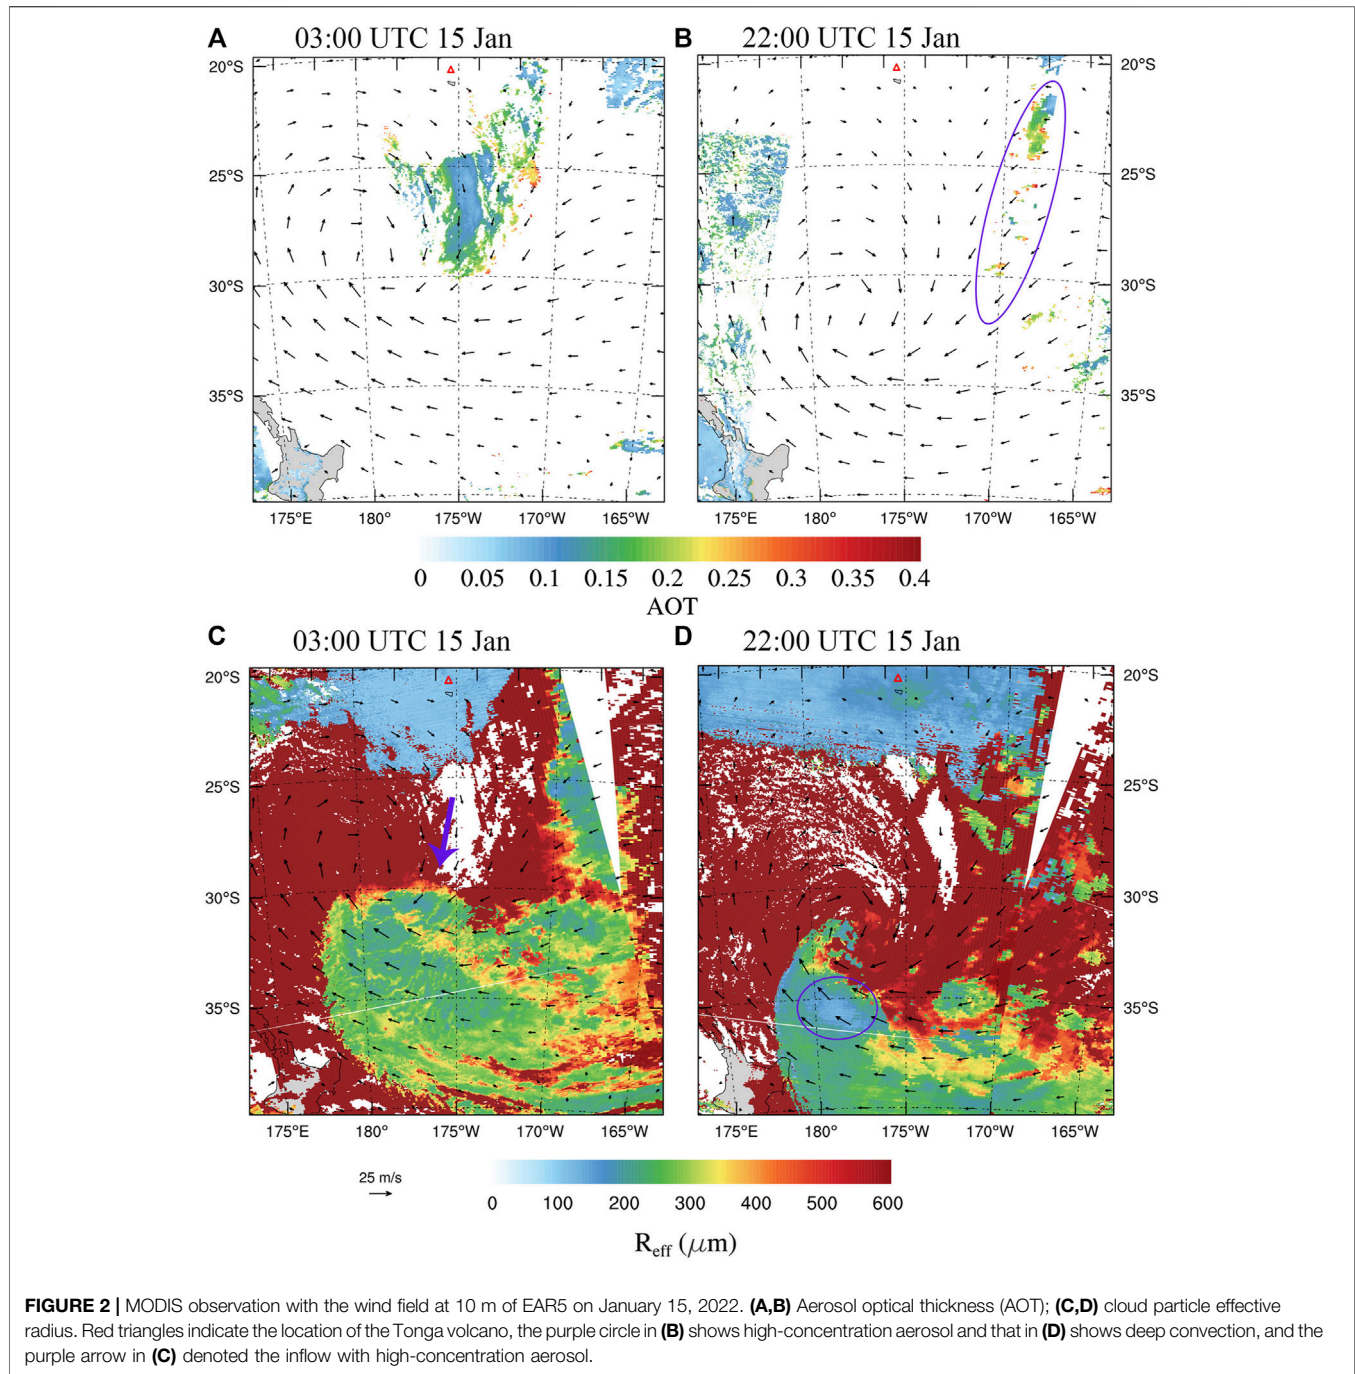 A 03:00 UTC 15 Jan
B 22:00 UTC 15 Jan
20°S
25°S
30°S
35°S
20°S
25°S
30°S
35°S
175°E 180° 175°W 170°W 165°W
175°E 180° 175°W 170°W 165°W
0 0.05 0.1 0.15 0.2 0.25 0.3 0.35 0.4
AOT
C 03:00 UTC 15 Jan
D 22:00 UTC 15 Jan
20°S
25°S
30°S
35°S
20°S
25°S
30°S
35°S
175°E 180° 175°W 170°W 165°W
175°E 180° 175°W 170°W 165°W
25 m/s
0 100 200 300 400 500 600
Reff (μm)
FIGURE 2 | MODIS observation with the wind field at 10 m of EAR5 on January 15, 2022. (A,B) Aerosol optical thickness (AOT); (C,D) cloud particle effective
radius. Red triangles indicate the location of the Tonga volcano, the purple circle in (B) shows high-concentration aerosol and that in (D) shows deep convection, and the
purple arrow in (C) denoted the inflow with high-concentration aerosol.